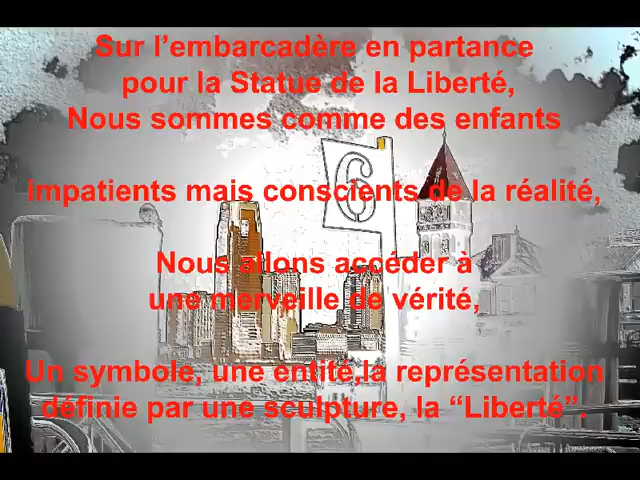 Sur l’embarcadère en partance
pour la Statue de la Liberté,
Nous sommes comme des enfants
impatients mais conscients de la réalité,
6
Nous allons accéder à
une merveille de vérité,
Un symbole, une entité,la représentation
définie par une sculpture, la “Liberté”.